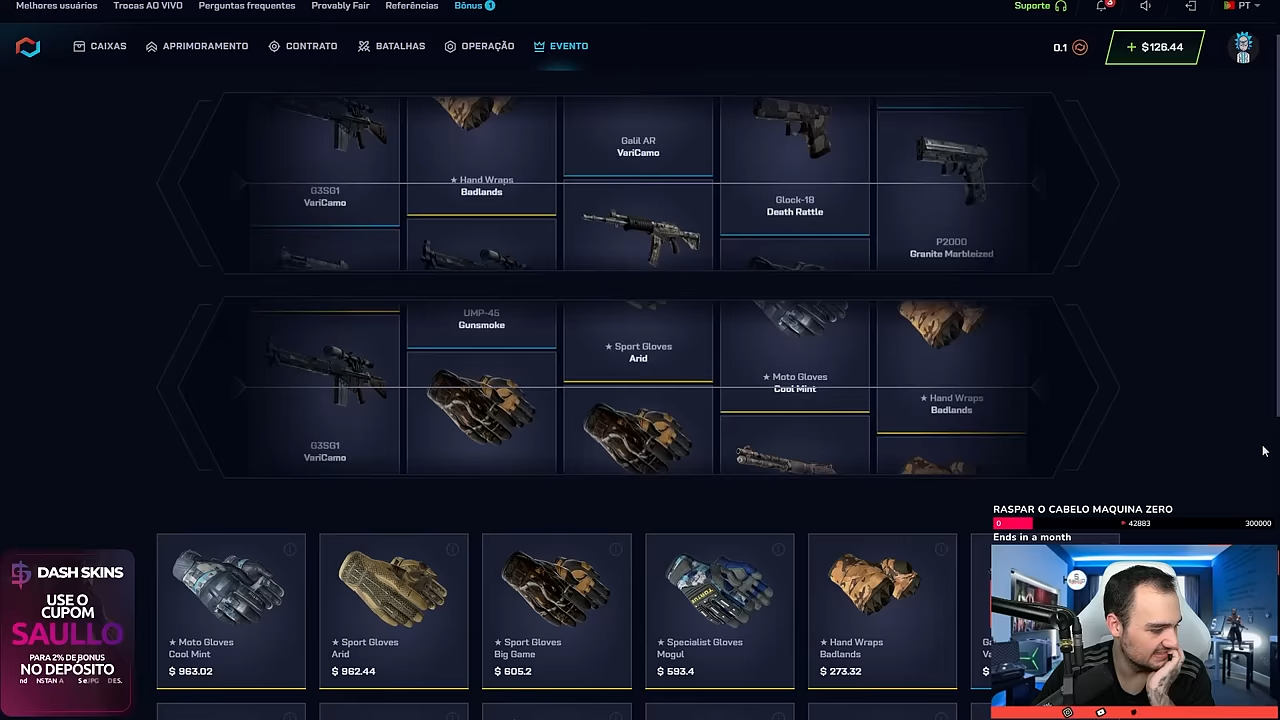 Melhores usuários Trocas AO VIVO Perguntas frequentes Provably Fair Referências Bônus 1 Suporte 3 PT
CAIXAS APRIMORAMENTO CONTRATO BATALHAS OPERAÇÃO EVENTO 0.1 + $126.44
G3SG1
VariCamo
★ Hand Wraps
Badlands
Galil AR
VariCamo
Glock-18
Death Rattle
P2000
Granite Marbleized
G3SG1
VariCamo
UMP-45
Gunsmoke
★ Sport Gloves
Arid
★ Moto Gloves
Cool Mint
★ Hand Wraps
Badlands
RASPAR O CABELO MAQUINA ZERO
0 42883 300000
Ends in a month
★ Moto Gloves
Cool Mint
$ 963.02
★ Sport Gloves
Arid
$ 962.44
★ Sport Gloves
Big Game
$ 605.2
★ Specialist Gloves
Mogul
$ 593.4
★ Hand Wraps
Badlands
$ 273.32
DASH SKINS
USE O
CUPOM
SAULLO
PARA 2% DE BONUS
NO DEPÓSITO